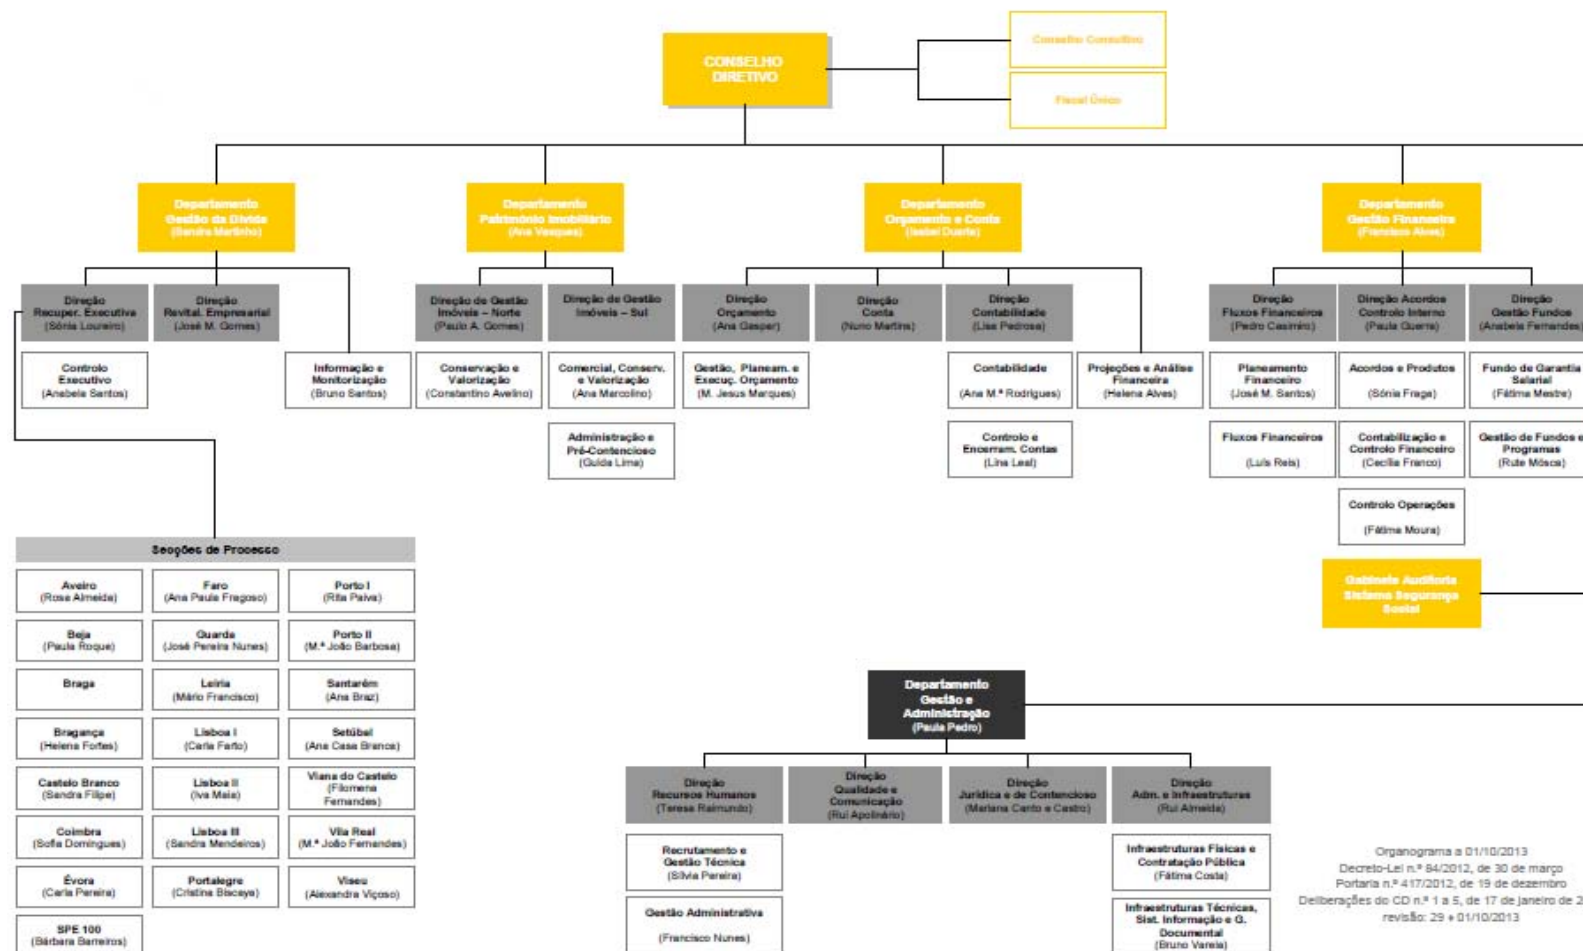 CONSELHO
DIRETIVO
Conselho Consultivo
Fiscal Único
Departamento
Gestão da Dívida
(Sandra Martinho)
Departamento
Património Imobiliário
(Ana Vasques)
Departamento
Orçamento e Conta
(Isabel Duarte)
Departamento
Gestão Financeira
(Francisco Alves)
Direção
Recuper. Executiva
(Sónia Loureiro)
Direção
Revital. Empresarial
(José M. Gomes)
Direção de Gestão
Imóveis – Norte
(Paulo A. Gomes)
Direção de Gestão
Imóveis – Sul
Direção
Orçamento
(Ana Gaspar)
Direção
Conta
(Nuno Martins)
Direção
Contabilidade
(Lisa Pedrosa)
Direção
Fluxos Financeiros
(Pedro Casimiro)
Direção Acordos
Controlo Interno
(Paula Guerra)
Direção
Gestão Fundos
(Anabela Fernandes)
Controlo
Executivo
(Anabela Santos)
Informação e
Monitorização
(Bruno Santos)
Conservação e
Valorização
(Constantino Avelino)
Comercial, Conserv.
e Valorização
(Ana Marcolino)
Gestão, Planeam. e
Execuç. Orçamento
(M. Jesus Marques)
Contabilidade
(Ana M.ª Rodrigues)
Projeções e Análise
Financeira
(Helena Alves)
Planeamento
Financeiro
(José M. Santos)
Acordos e Produtos
(Sónia Fraga)
Fundo de Garantia
Salarial
(Fátima Mestre)
Administração e
Pré-Contencioso
(Guida Lima)
Controlo e
Encerram. Contas
(Lina Leal)
Fluxos Financeiros
(Luís Reis)
Contabilização e
Controlo Financeiro
(Cecília Franco)
Gestão de Fundos e
Programas
(Rute Mósca)
Controlo Operações
(Fátima Moura)
Secções de Processo
Aveiro
(Rosa Almeida)
Faro
(Ana Paula Fragoso)
Porto I
(Rita Paiva)
Beja
(Paula Roque)
Guarda
(José Pereira Nunes)
Porto II
(M.ª João Barbosa)
Braga
Leiria
(Mário Francisco)
Santarém
(Ana Braz)
Bragança
(Helena Fortes)
Lisboa I
(Carla Farto)
Setúbal
(Ana Casa Branca)
Castelo Branco
(Sandra Filipe)
Lisboa II
(Iva Maia)
Viana do Castelo
(Filomena
Fernandes)
Coimbra
(Sofia Domingues)
Lisboa III
(Sandra Mendeiros)
Vila Real
(M.ª João Fernandes)
Évora
(Carla Pereira)
Portalegre
(Cristina Biscaya)
Viseu
(Alexandra Viçoso)
SPE 100
(Bárbara Barreiros)
Gabinete Auditoria
Sistema Segurança
Social
Departamento
Gestão e
Administração
(Paula Pedro)
Direção
Recursos Humanos
(Teresa Raimundo)
Direção
Qualidade e
Comunicação
(Rui Apolinário)
Direção
Jurídica e de Contencioso
(Mariana Canto e Castro)
Direção
Adm. e Infraestruturas
(Rui Almeida)
Recrutamento e
Gestão Técnica
(Sílvia Pereira)
Infraestruturas Físicas e
Contratação Pública
(Fátima Costa)
Gestão Administrativa
(Francisco Nunes)
Infraestruturas Técnicas,
Sist. Informação e G.
Documental
(Bruno Varela)
Organograma a 01/10/2013
Decreto-Lei n.º 84/2012, de 30 de março
Portaria n.º 417/2012, de 19 de dezembro
Deliberações do CD n.º 1 a 5, de 17 de janeiro de 2
revisão: 29 + 01/10/2013